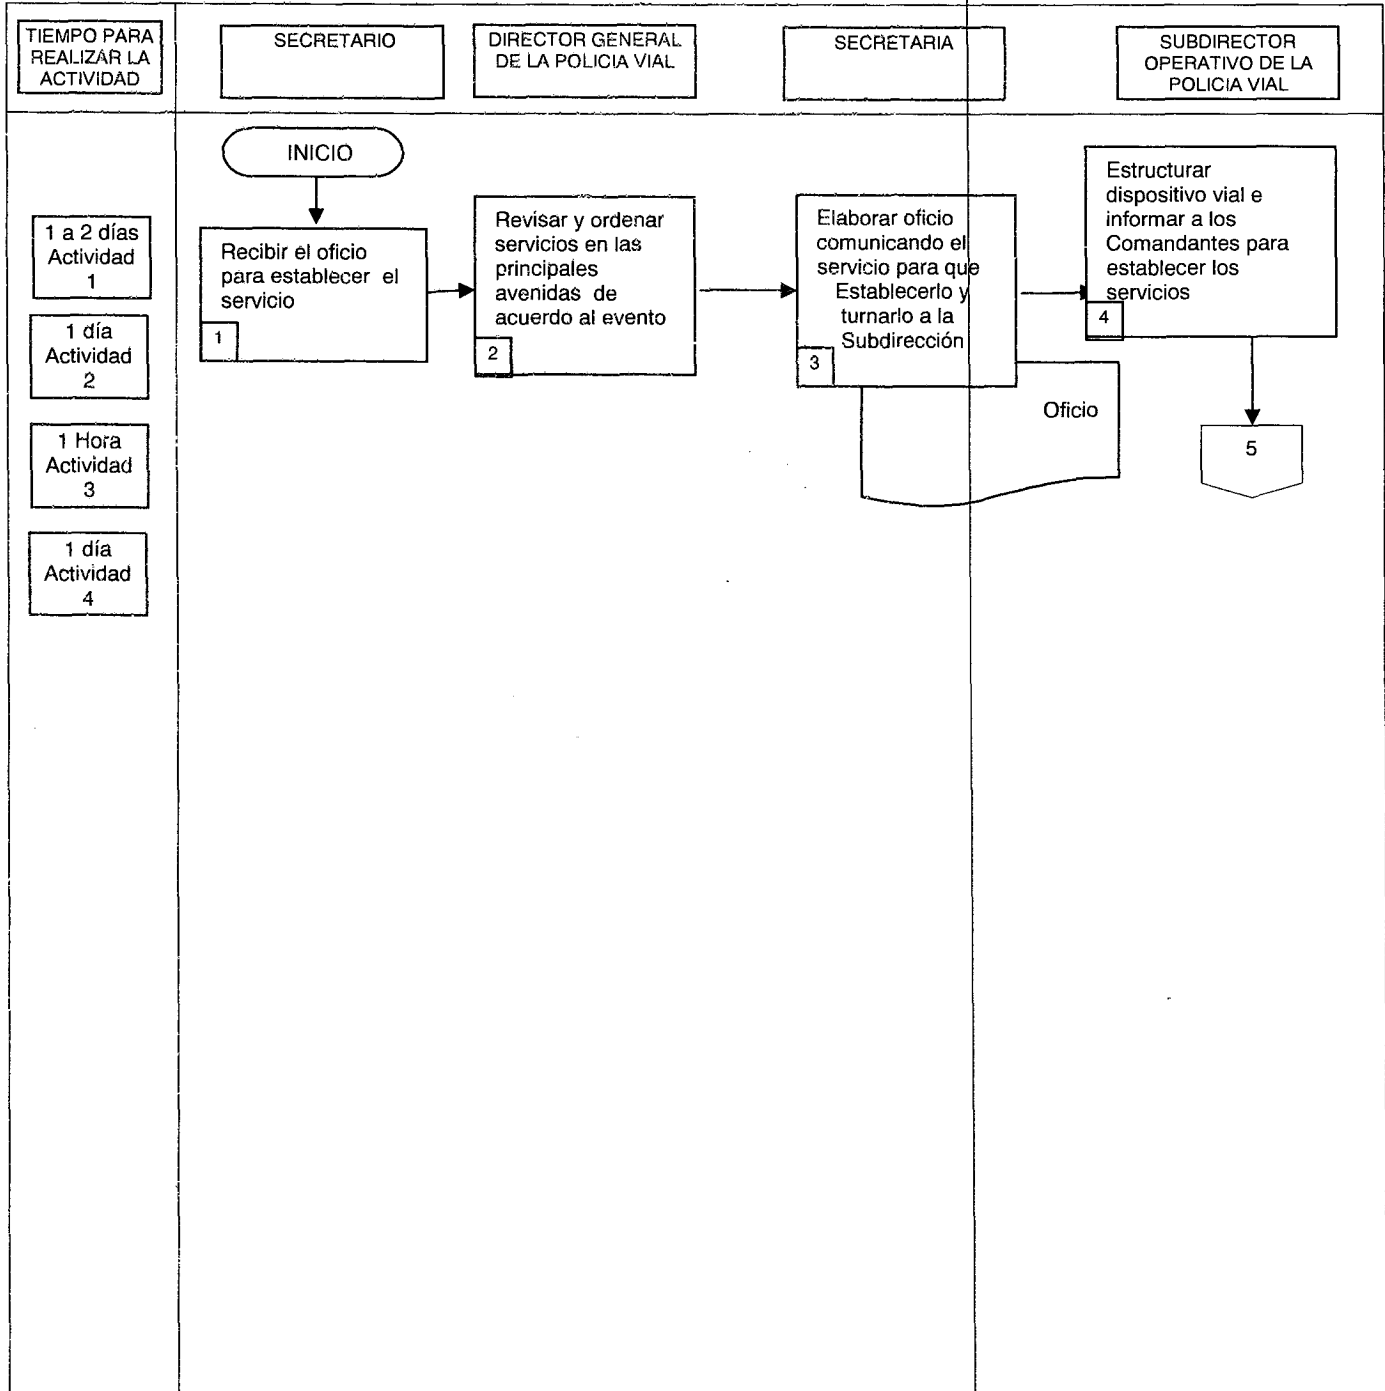 TIEMPO PARA
REALIZAR LA
ACTIVIDAD
SECRETARIO
DIRECTOR GENERAL
DE LA POLICIA VIAL
SECRETARIA
SUBDIRECTOR
OPERATIVO DE LA
POLICIA VIAL
INICIO
1 a 2 días
Actividad
1
1 día
Actividad
2
1 Hora
Actividad
3
1 día
Actividad
4
Recibir el oficio
para establecer el
servicio
1
Revisar y ordenar
servicios en las
principales
avenidas de
acuerdo al evento
2
Elaborar oficio
comunicando el
servicio para que
Establecerlo y
turnarlo a la
Subdirección
3
Oficio
Estructurar
dispositivo vial e
informar a los
Comandantes para
establecer los
servicios
4
5